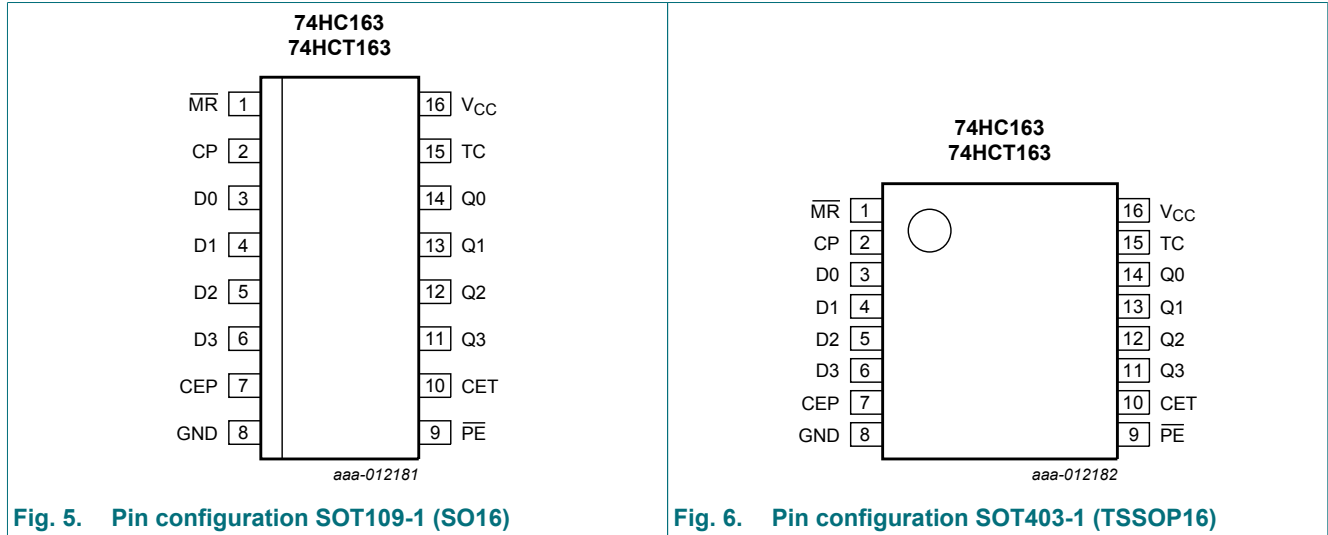 74HC163
74HCT163
M̅R̅ 1 16 VCC
CP 2 15 TC
D0 3 14 Q0
D1 4 13 Q1
D2 5 12 Q2
D3 6 11 Q3
CEP 7 10 CET
GND 8 9 P̅E̅
aaa-012181
Fig. 5. Pin configuration SOT109-1 (SO16)
74HC163
74HCT163
M̅R̅ 1 16 VCC
CP 2 15 TC
D0 3 14 Q0
D1 4 13 Q1
D2 5 12 Q2
D3 6 11 Q3
CEP 7 10 CET
GND 8 9 P̅E̅
aaa-012182
Fig. 6. Pin configuration SOT403-1 (TSSOP16)